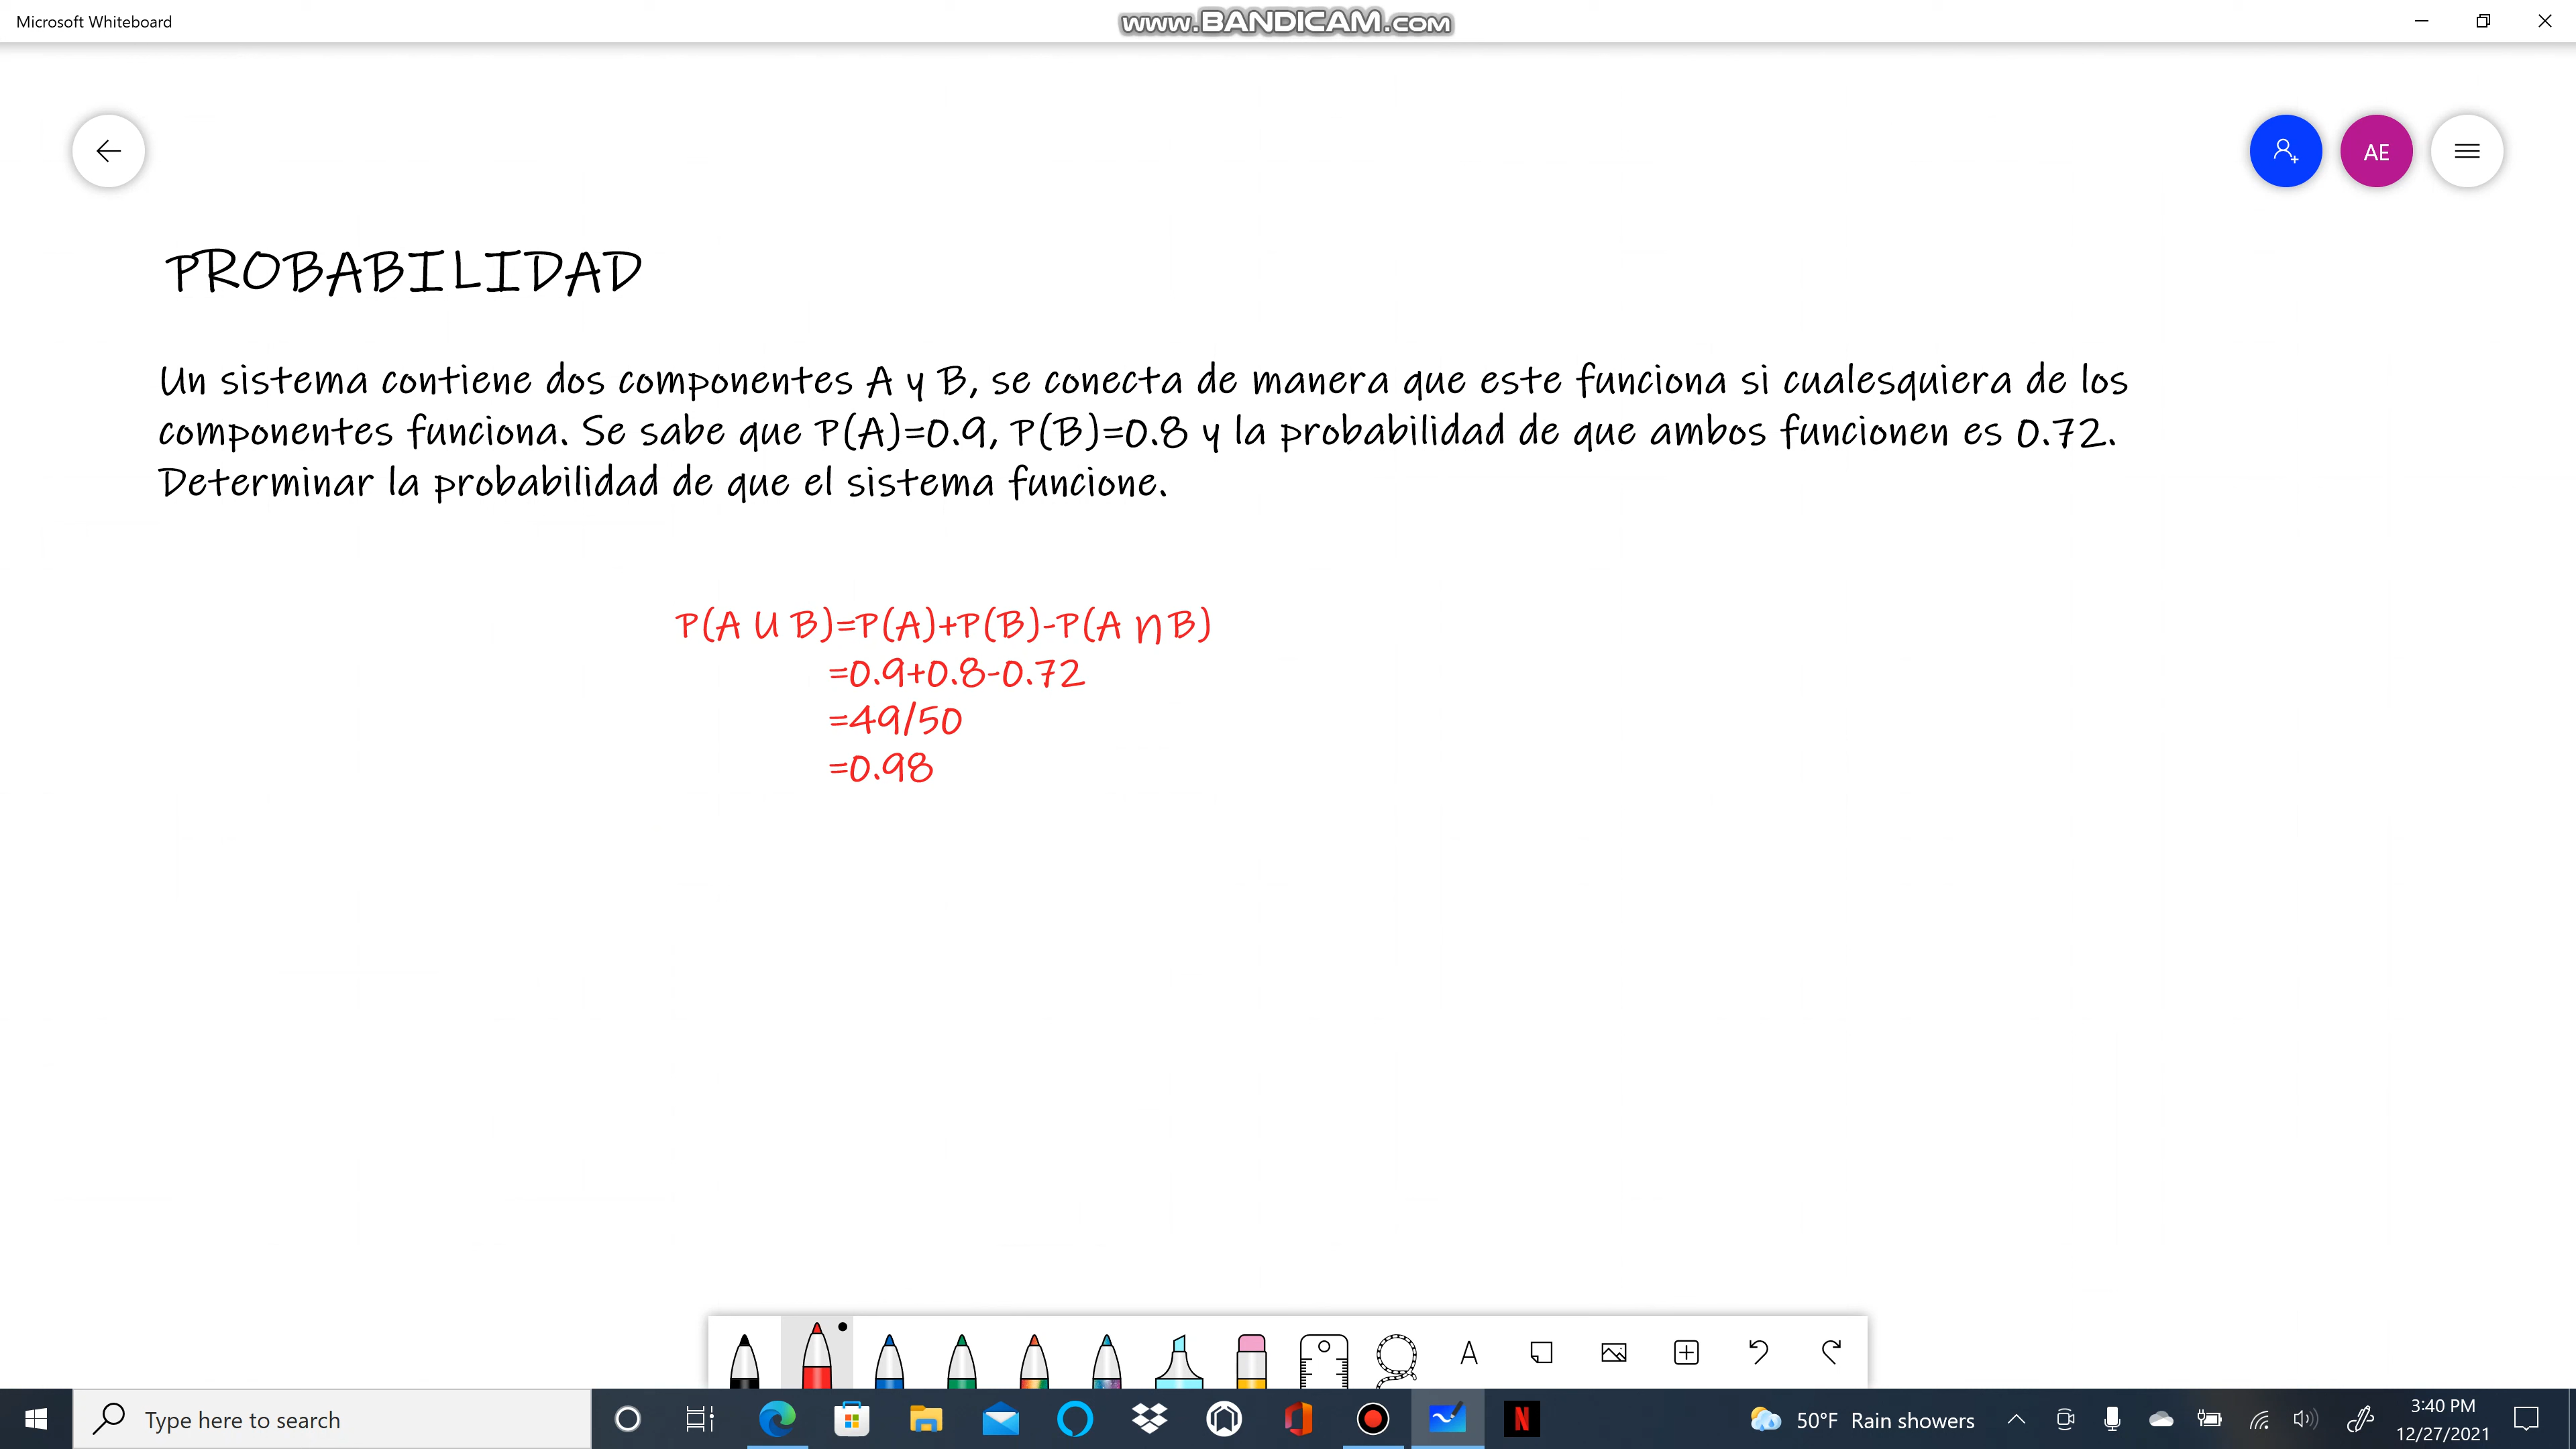 Microsoft Whiteboard
www.BANDICAM.com
AE
PROBABILIDAD
Un sistema contiene dos componentes A y B, se conecta de manera que este funciona si cualesquiera de los
componentes funciona. Se sabe que P(A)=0.9, P(B)=0.8 y la probabilidad de que ambos funcionen es 0.72.
Determinar la probabilidad de que el sistema funcione.
P(A U B)=P(A)+P(B)-P(A ∩ B)
=0.9+0.8-0.72
=49/50
=0.98
A
Type here to search
N
50°F Rain showers
3:40 PM
12/27/2021